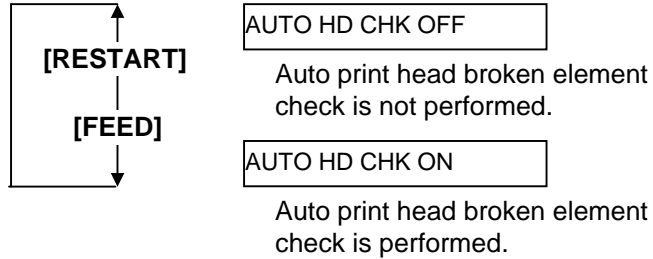 AUTO HD CHK OFF
[RESTART]
Auto print head broken element
check is not performed.
[FEED]
AUTO HD CHK ON
Auto print head broken element
check is performed.